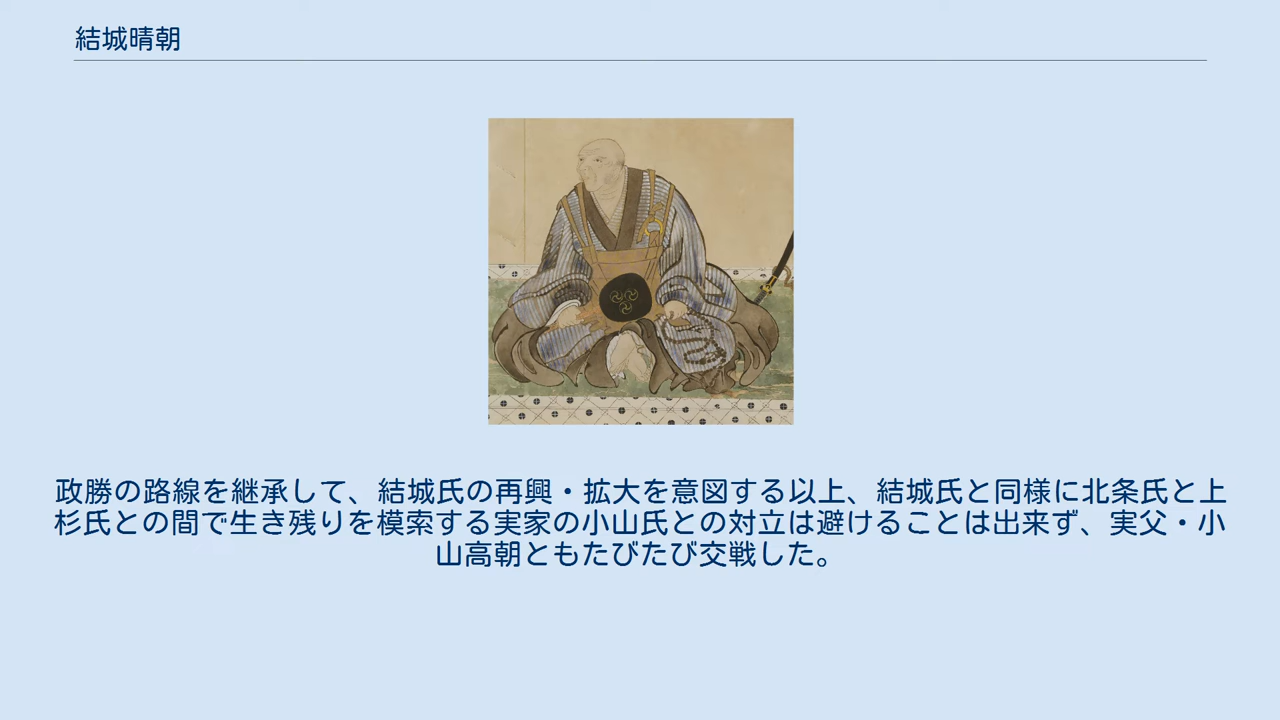 結城晴朝
政勝の路線を継承して、結城氏の再興・拡大を意図する以上、結城氏と同様に北条氏と上
杉氏との間で生き残りを模索する実家の小山氏との対立は避けることは出来ず、実父・小
山高朝ともたびたび交戦した。